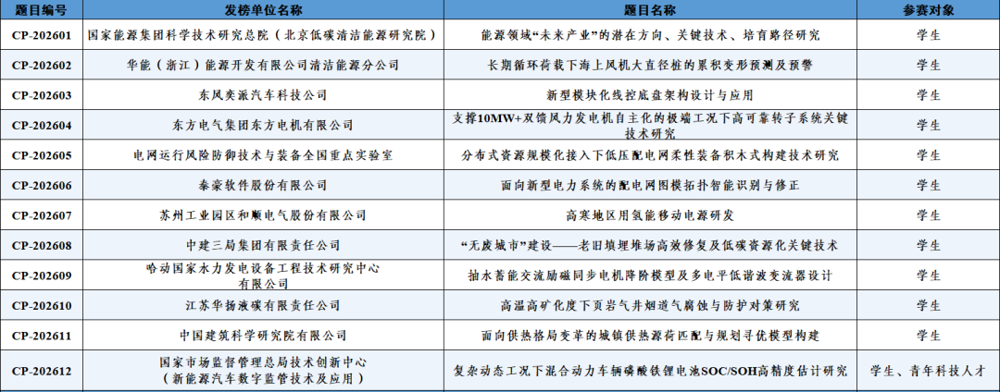 题目编号 发榜单位名称 题目名称 参赛对象
CP-202601 国家能源集团科学技术研究总院（北京低碳清洁能源研究院） 能源领域“未来产业”的潜在方向、关键技术、培育路径研究 学生
CP-202602 华能（浙江）能源开发有限公司清洁能源分公司 长期循环荷载下海上风机大直径桩的累积变形预测及预警 学生
CP-202603 东风奕派汽车科技公司 新型模块化线控底盘架构设计与应用 学生
CP-202604 东方电气集团东方电机有限公司 支撑10MW+双馈风力发电机自主化的极端工况下高可靠转子系统关键
技术研究 学生
CP-202605 电网运行风险防御技术与装备全国重点实验室 分布式资源规模化接入下低压配电网柔性装备积木式构建技术研究 学生
CP-202606 泰豪软件股份有限公司 面向新型电力系统的配电网图模拓扑智能识别与修正 学生
CP-202607 苏州工业园区和顺电气股份有限公司 高寒地区用氢能移动电源研发 学生
CP-202608 中建三局集团有限责任公司 “无废城市”建设——老旧填埋堆场高效修复及低碳资源化关键技术 学生
CP-202609 哈动国家水力发电设备工程技术研究中心
有限公司 抽水蓄能交流励磁同步电机降阶模型及多电平低谐波变流器设计 学生
CP-202610 江苏华扬液碳有限责任公司 高温高矿化度下页岩气井烟道气腐蚀与防护对策研究 学生
CP-202611 中国建筑科学研究院有限公司 面向供热格局变革的城镇供热源荷匹配与规划寻优模型构建 学生
CP-202612 国家市场监督管理总局技术创新中心
（新能源汽车数字监管技术及应用） 复杂动态工况下混合动力车辆磷酸铁锂电池SOC/SOH高精度估计研究 学生、青年科技人才